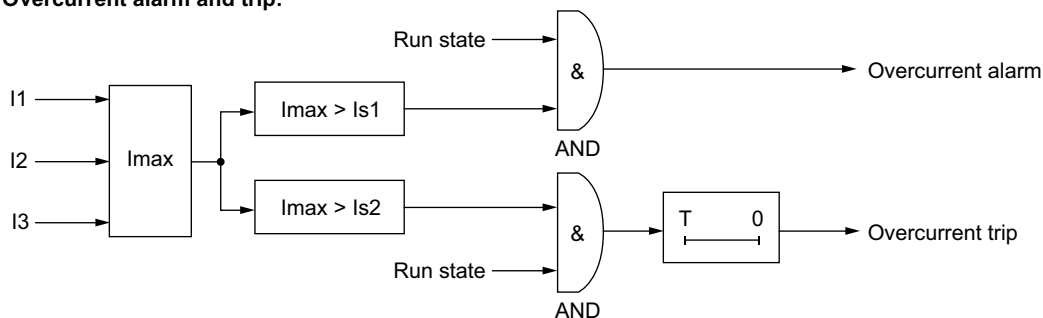 Overcurrent alarm and trip:
Run state
& Overcurrent alarm
I1
Imax > Is1
I2 Imax
AND
I3
Imax > Is2
T 0
& Overcurrent trip
Run state
AND